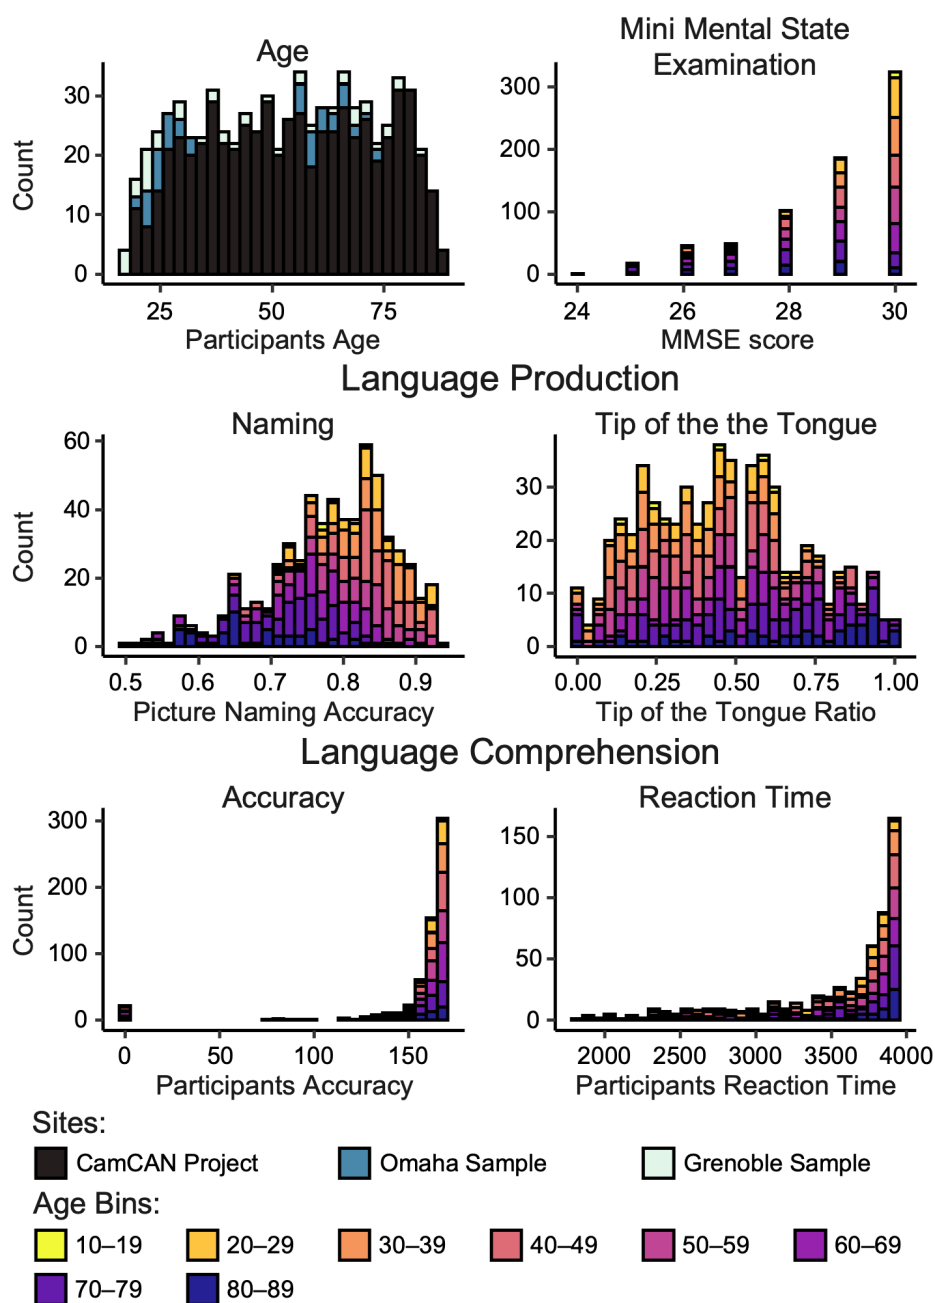 Age
Mini Mental State
Examination
Count
30
20
10
0
25
50
75
Participants Age
300
200
100
0
24
26
28
30
MMSE score
Language Production
Naming
Count
60
40
20
0
0.5
0.6
0.7
0.8
0.9
Picture Naming Accuracy
Tip of the the Tongue
30
20
10
0
0.00
0.25
0.50
0.75
1.00
Tip of the Tongue Ratio
Language Comprehension
Accuracy
Count
300
200
100
0
0
50
100
150
Participants Accuracy
Reaction Time
150
100
50
0
2000
2500
3000
3500
4000
Participants Reaction Time
Sites:
CamCAN Project
Omaha Sample
Grenoble Sample
Age Bins:
10–19
20–29
30–39
40–49
50–59
60–69
70–79
80–89